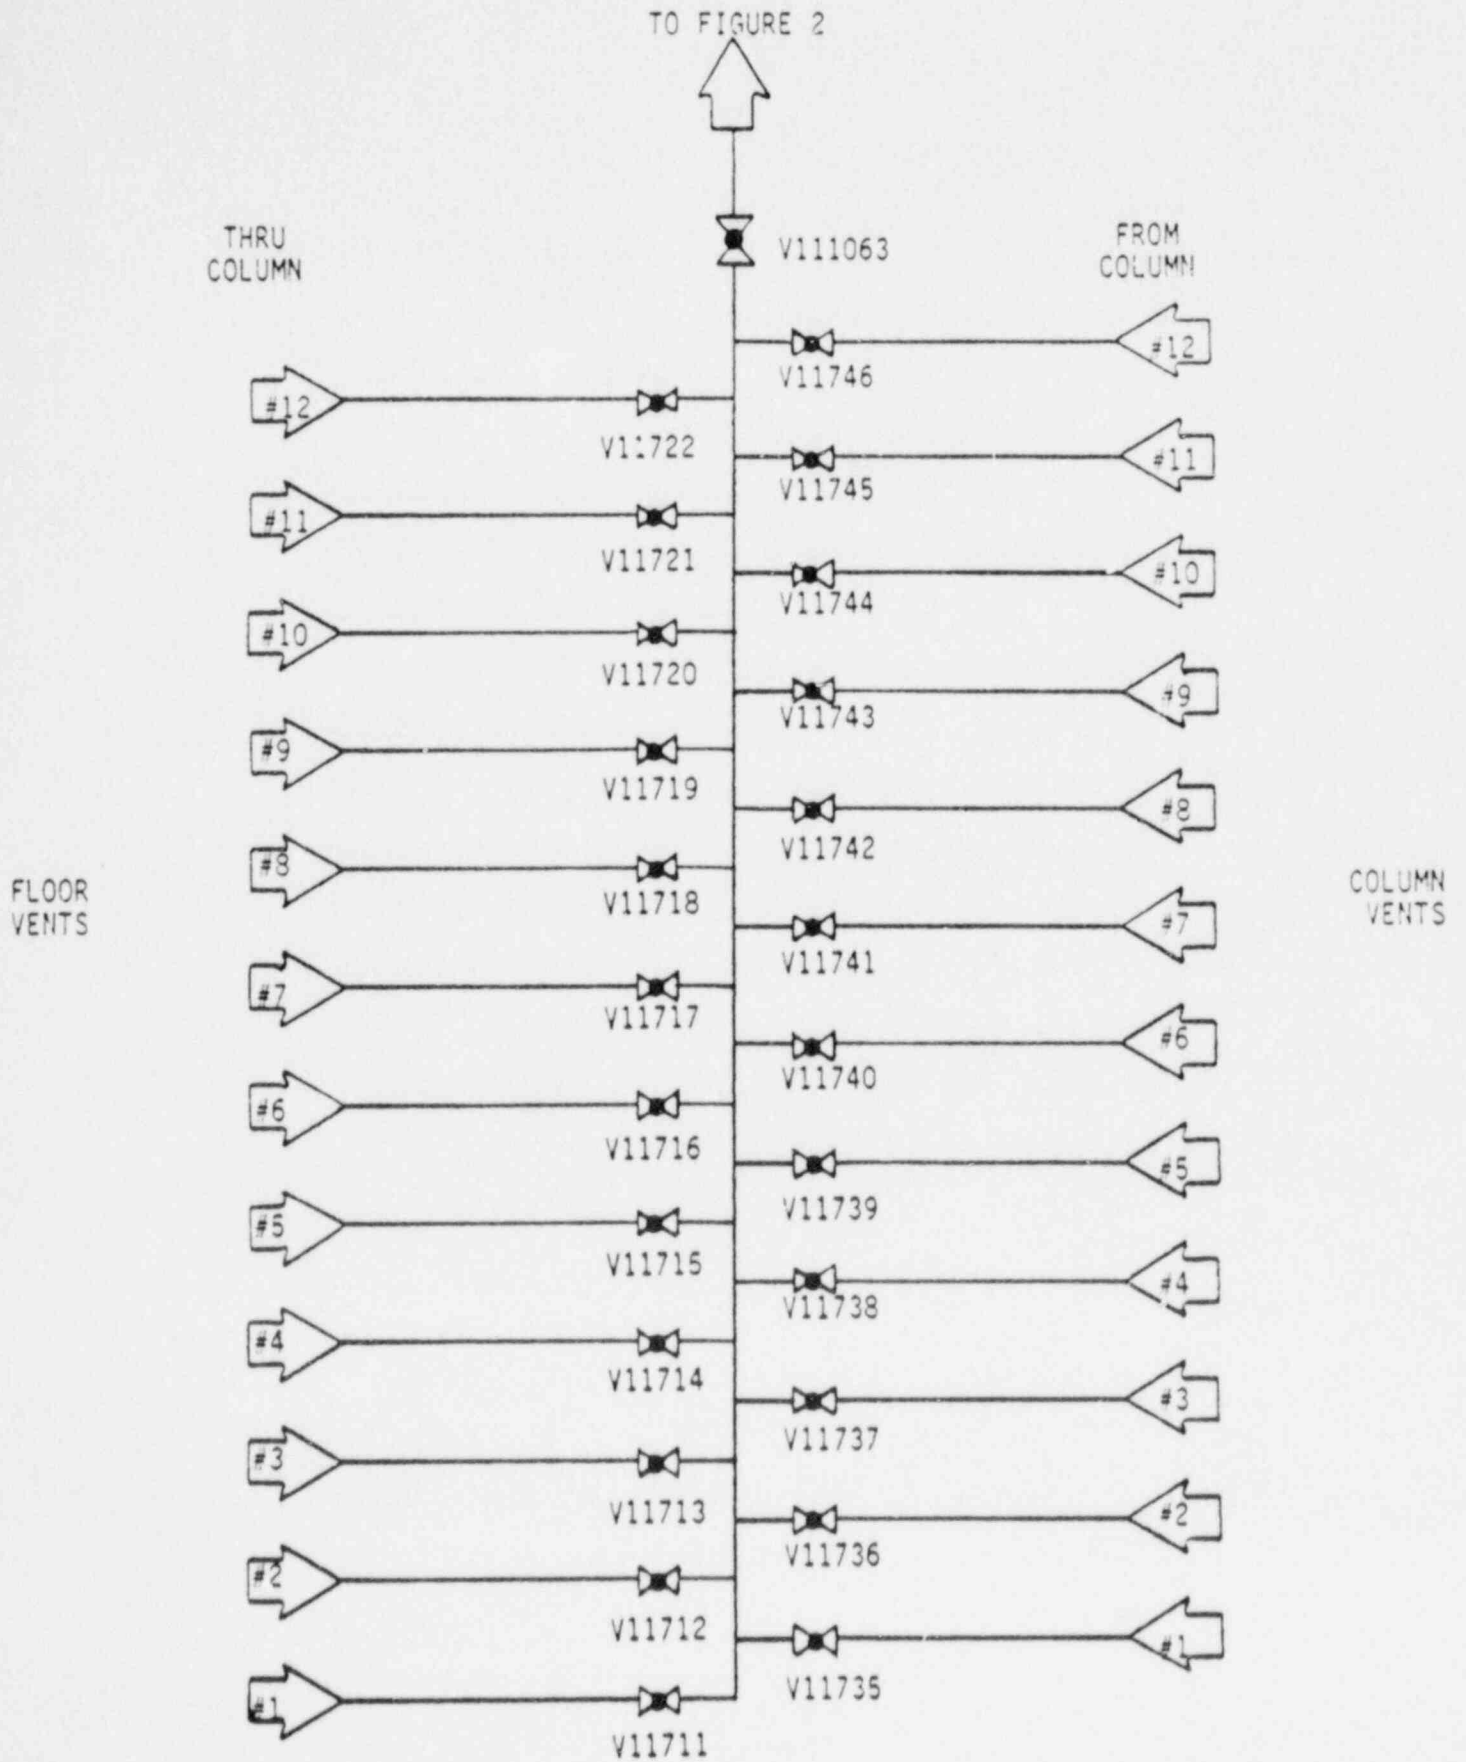 TO FIGURE 2
V111063
THRU
COLUMN
FROM
COLUMN
#12
V11746
#12
V11722
#11
V11745
#11
V11721
#10
V11744
#10
V11720
#9
V11743
#9
V11719
#8
V11742
#8
V11718
FLOOR
VENTS
COLUMN
VENTS
#7
V11741
#7
V11717
#6
V11740
#6
V11716
#5
V11739
#5
V11715
#4
V11738
#4
V11714
#3
V11737
#3
V11713
#2
V11736
#2
V11712
#1
V11735
#1
V11711